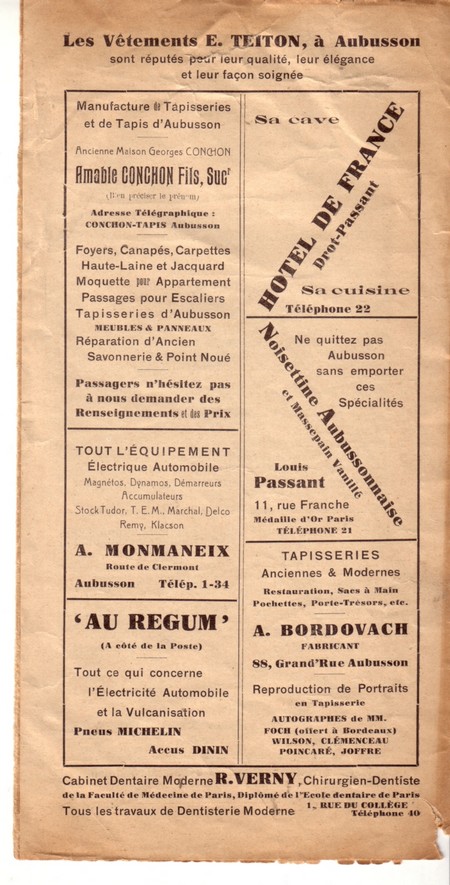 Les Vêtements E. TEITON, à Aubusson
sont réputés pour leur qualité, leur élégance
et leur façon soignée
Manufacture de Tapisseries
et de Tapis d'Aubusson
Ancienne Maison Georges CONCHON
Amable CONCHON Fils, Sucr
(Bien préciser le prénom)
Adresse Télégraphique :
CONCHON-TAPIS Aubusson
Foyers, Canapés, Carpettes
Haute-Laine et Jacquard
Moquette pour Appartement
Passages pour Escaliers
Tapisseries d'Aubusson
MEUBLES & PANNEAUX
Réparation d'Ancien
Savonnerie & Point Noué
Passagers n'hésitez pas
à nous demander des
Renseignements et des Prix
TOUT L'ÉQUIPEMENT
Électrique Automobile
Magnétos, Dynamos, Démarreurs
Accumulateurs
Stock Tudor, T. E. M., Marchal, Delco
Remy, Klacson
A. MONMANEIX
Route de Clermont
Aubusson Télép. 1-34
'AU REGUM'
(A côté de la Poste)
Tout ce qui concerne
l'Électricité Automobile
et la Vulcanisation
Pneus MICHELIN
Accus DININ
Sa cave
HOTEL DE FRANCE
Drot-Passant
Sa cuisine
Téléphone 22
Ne quittez pas
Aubusson
sans emporter
ces
Spécialités
Noisettine Aubussonnaise
et Massepain Vanillé
Louis
Passant
11, rue Franche
Médaille d'Or Paris
TÉLÉPHONE 21
TAPISSERIES
Anciennes & Modernes
Restauration, Sacs à Main
Pochettes, Porte-Trésors, etc.
A. BORDOVACH
FABRICANT
88, Grand'Rue Aubusson
Reproduction de Portraits
en Tapisserie
AUTOGRAPHES de MM.
FOCH (offert à Bordeaux)
WILSON, CLÉMENCEAU
POINCARÉ, JOFFRE
Cabinet Dentaire Moderne R. VERNY, Chirurgien-Dentiste
de la Faculté de Médecine de Paris, Diplômé de l'Ecole dentaire de Paris
Tous les travaux de Dentisterie Moderne 1, RUE DU COLLÈGE
Téléphone 40